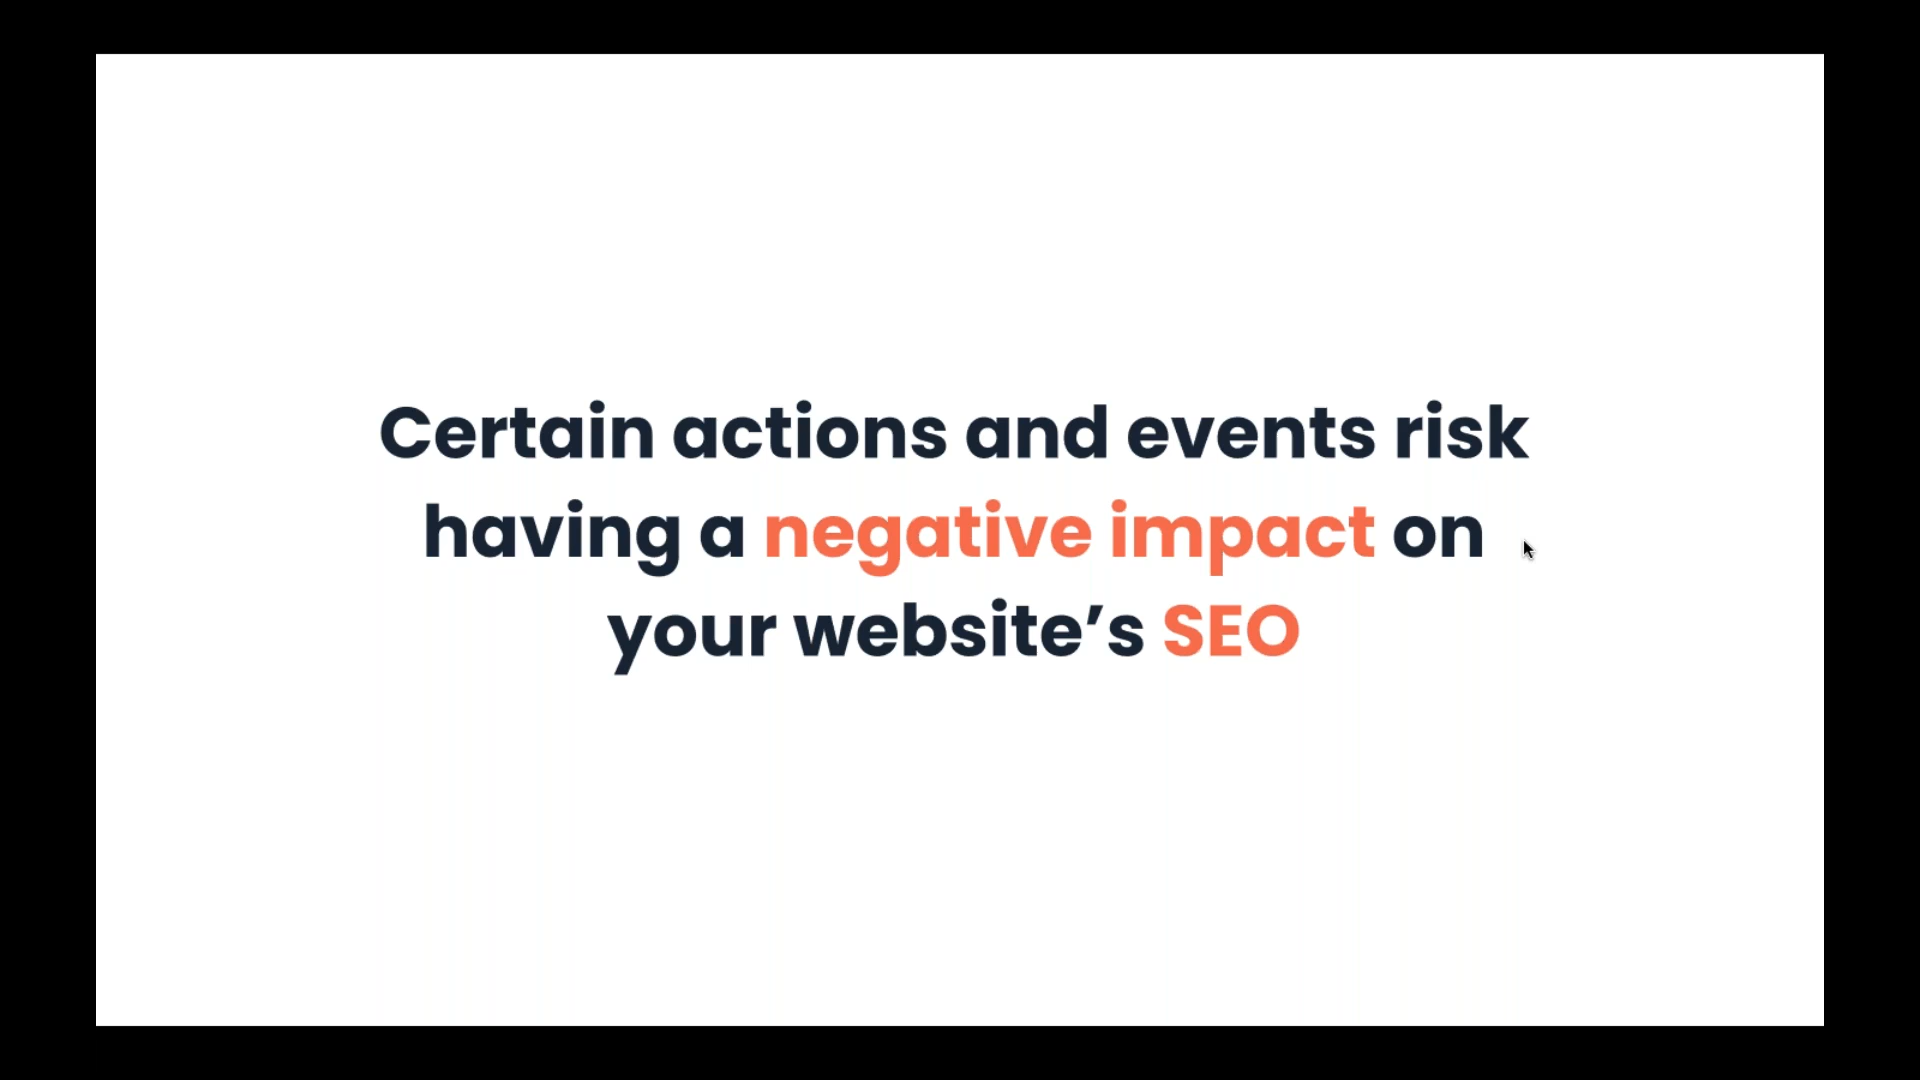 Certain actions and events risk
having a negative impact on
your website’s SEO